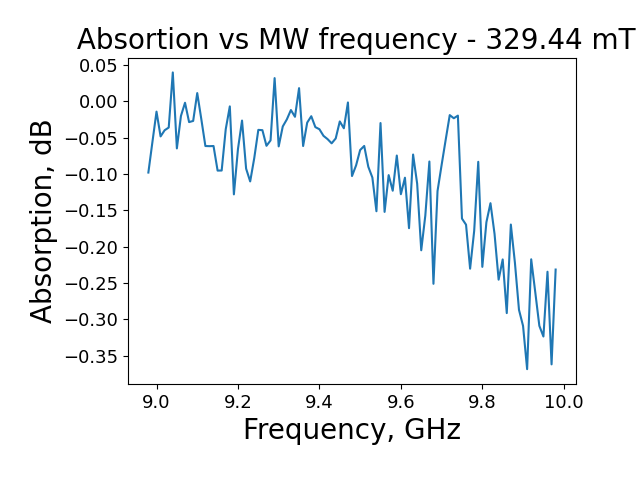 Absortion vs MW frequency - 329.44 mT
0.05
0.00
−0.05
−0.10
−0.15
−0.20
−0.25
−0.30
−0.35
Absorption, dB
9.0 9.2 9.4 9.6 9.8 10.0
Frequency, GHz